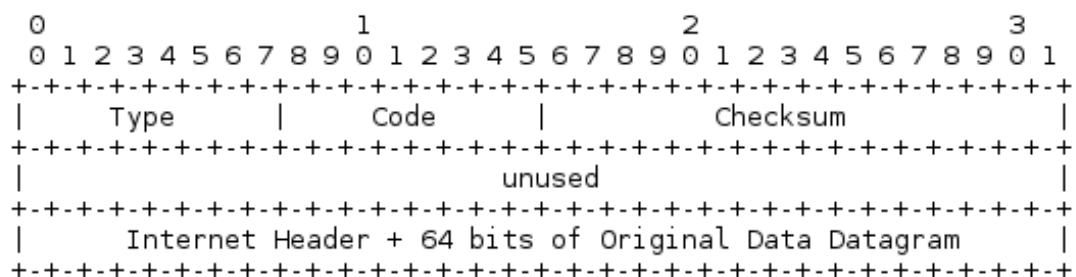 0                   1                   2                   3
 0 1 2 3 4 5 6 7 8 9 0 1 2 3 4 5 6 7 8 9 0 1 2 3 4 5 6 7 8 9 0 1
+-+-+-+-+-+-+-+-+-+-+-+-+-+-+-+-+-+-+-+-+-+-+-+-+-+-+-+-+-+-+-+-+
|     Type      |     Code      |          Checksum             |
+-+-+-+-+-+-+-+-+-+-+-+-+-+-+-+-+-+-+-+-+-+-+-+-+-+-+-+-+-+-+-+-+
|                             unused                            |
+-+-+-+-+-+-+-+-+-+-+-+-+-+-+-+-+-+-+-+-+-+-+-+-+-+-+-+-+-+-+-+-+
|      Internet Header + 64 bits of Original Data Datagram      |
+-+-+-+-+-+-+-+-+-+-+-+-+-+-+-+-+-+-+-+-+-+-+-+-+-+-+-+-+-+-+-+-+